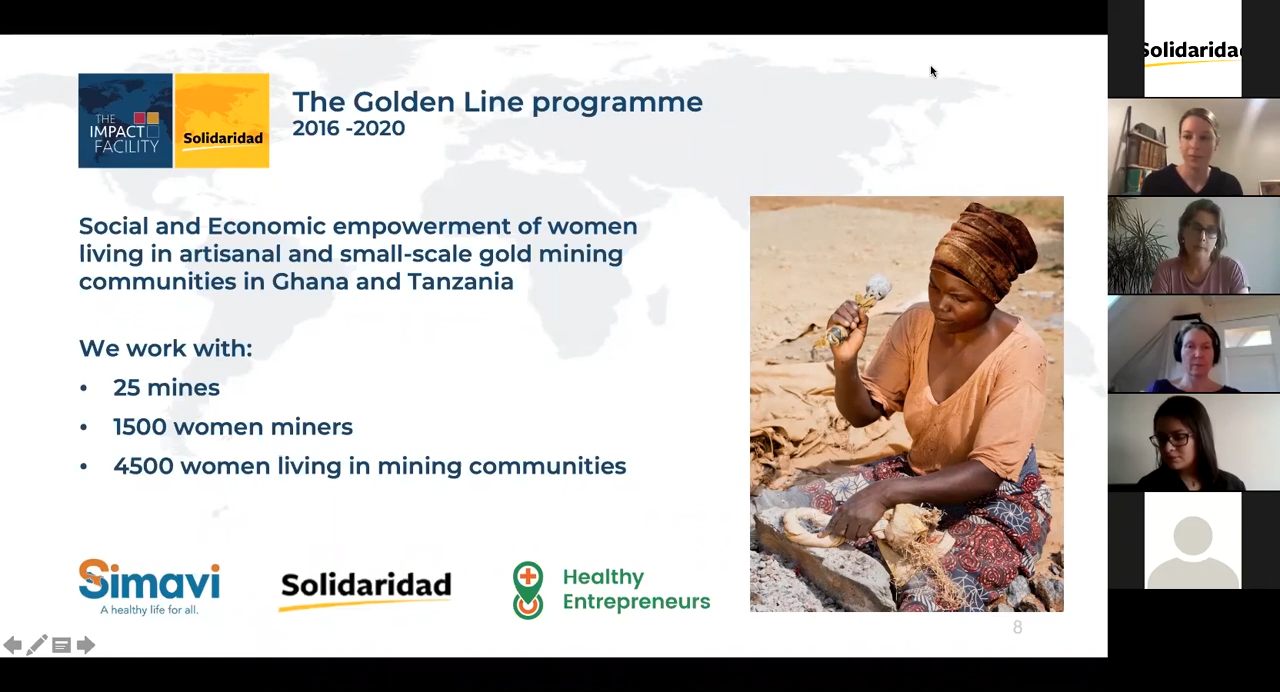 THE
IMPACT
FACILITY
Solidaridad
The Golden Line programme
2016 -2020
Social and Economic empowerment of women
living in artisanal and small-scale gold mining
communities in Ghana and Tanzania
We work with:
• 25 mines
• 1500 women miners
• 4500 women living in mining communities
Simavi
A healthy life for all.
Solidaridad
Healthy
Entrepreneurs
8
Solidaridad